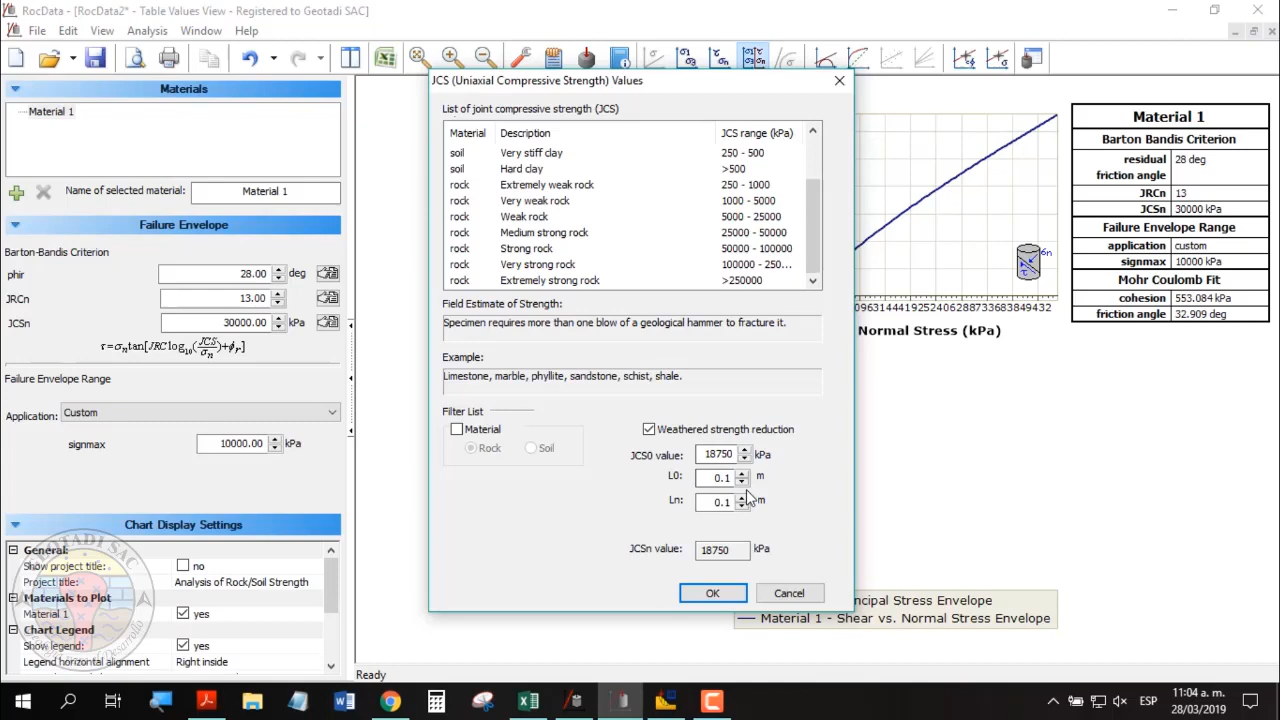 RocData - [RocData2* - Table Values View - registered to Geotadi SAC]
File Edit View Analysis Window Help
Materials
Material 1
Name of selected material: Material 1
Failure Envelope
Barton-Bandis Criterion
phir 28.00 deg
JRCn 13.00
JCSn 30000.00 kPa
τ=σn tan[JRC log10(JCS/σn)+ϕr]
Failure Envelope Range
Application: Custom
signmax 10000.00 kPa
Chart Display Settings
General:
Show project title: no
Project title: Analysis of Rock/Soil Strength
Materials to Plot
Material 1 yes
Chart Legend
Show legend: yes
Legend horizontal alignment Right inside
GEOTADI SAC
JCS (Uniaxial Compressive Strength) Values
List of joint compressive strength (JCS)
Material Description JCS range (kPa)
soil Very stiff clay 250 - 500
soil Hard clay >500
rock Extremely weak rock 250 - 1000
rock Very weak rock 1000 - 5000
rock Weak rock 5000 - 25000
rock Medium strong rock 25000 - 50000
rock Strong rock 50000 - 100000
rock Very strong rock 100000 - 250...
rock Extremely strong rock >250000
Field Estimate of Strength:
Specimen requires more than one blow of a geological hammer to fracture it.
Example:
Limestone, marble, phyllite, sandstone, schist, shale.
Filter List
Material
Rock Soil
Weathered strength reduction
JCS0 value: 18750 kPa
L0: 0.1 m
Ln: 0.1 m
JCSn value: 18750 kPa
OK Cancel
Normal Stress (kPa)
σn
τ
Material 1
Barton Bandis Criterion
residual friction angle 28 deg
JRCn 13
JCSn 30000 kPa
Failure Envelope Range
application custom
signmax 10000 kPa
Mohr Coulomb Fit
cohesion 553.084 kPa
friction angle 32.909 deg
ncipal Stress Envelope
Material 1 - Shear vs. Normal Stress Envelope
Ready
ESP
11:04 a. m.
28/03/2019